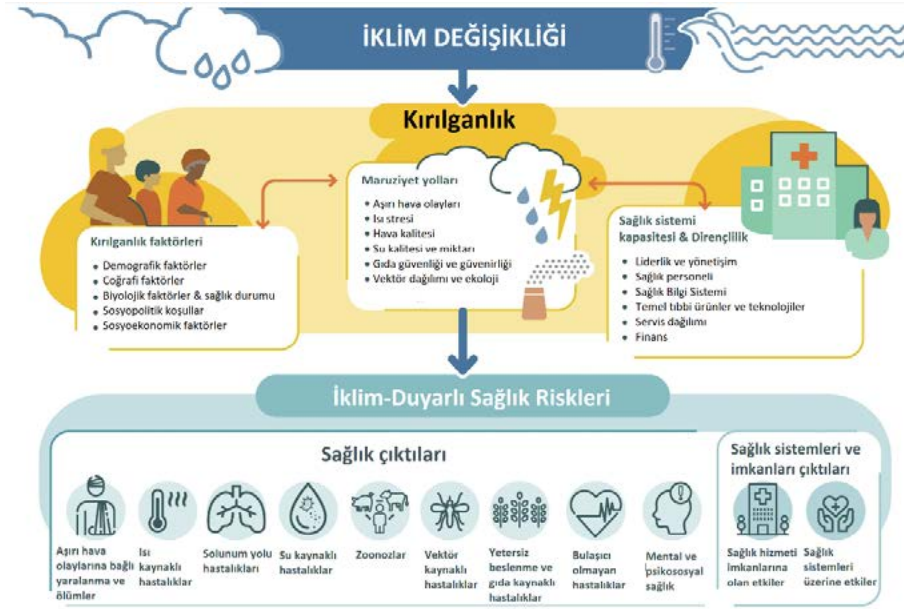 İKLİM DEĞİŞİKLİĞİ
Kırılganlık
Kırılganlık faktörleri
• Demografik faktörler
• Coğrafi faktörler
• Biyolojik faktörler & sağlık durumu
• Sosyopolitik koşullar
• Sosyoekonomik faktörler
Maruziyet yolları
• Aşırı hava olayları
• Isı stresi
• Hava kalitesi
• Su kalitesi ve miktarı
• Gıda güvenliği ve güvenirliği
• Vektör dağılımı ve ekoloji
Sağlık sistemi
kapasitesi & Dirençlilik
• Liderlik ve yönetişim
• Sağlık personeli
• Sağlık Bilgi Sistemi
• Temel tıbbi ürünler ve teknolojiler
• Servis dağılımı
• Finans
İklim-Duyarlı Sağlık Riskleri
Sağlık çıktıları
Aşırı hava
olaylarına bağlı
yaralanma ve
ölümler
Isı
kaynaklı
hastalıklar
Solunum yolu
hastalıkları
Su kaynaklı
hastalıklar
Zoonozlar
Vektör
kaynaklı
hastalıklar
Yetersiz
beslenme ve
gıda kaynaklı
hastalıklar
Bulaşıcı
olmayan
hastalıklar
Mental ve
psikososyal
sağlık
Sağlık sistemleri ve
imkanları çıktıları
Sağlık hizmeti
imkanlarına
olan etkiler
Sağlık
sistemleri
üzerine etkiler